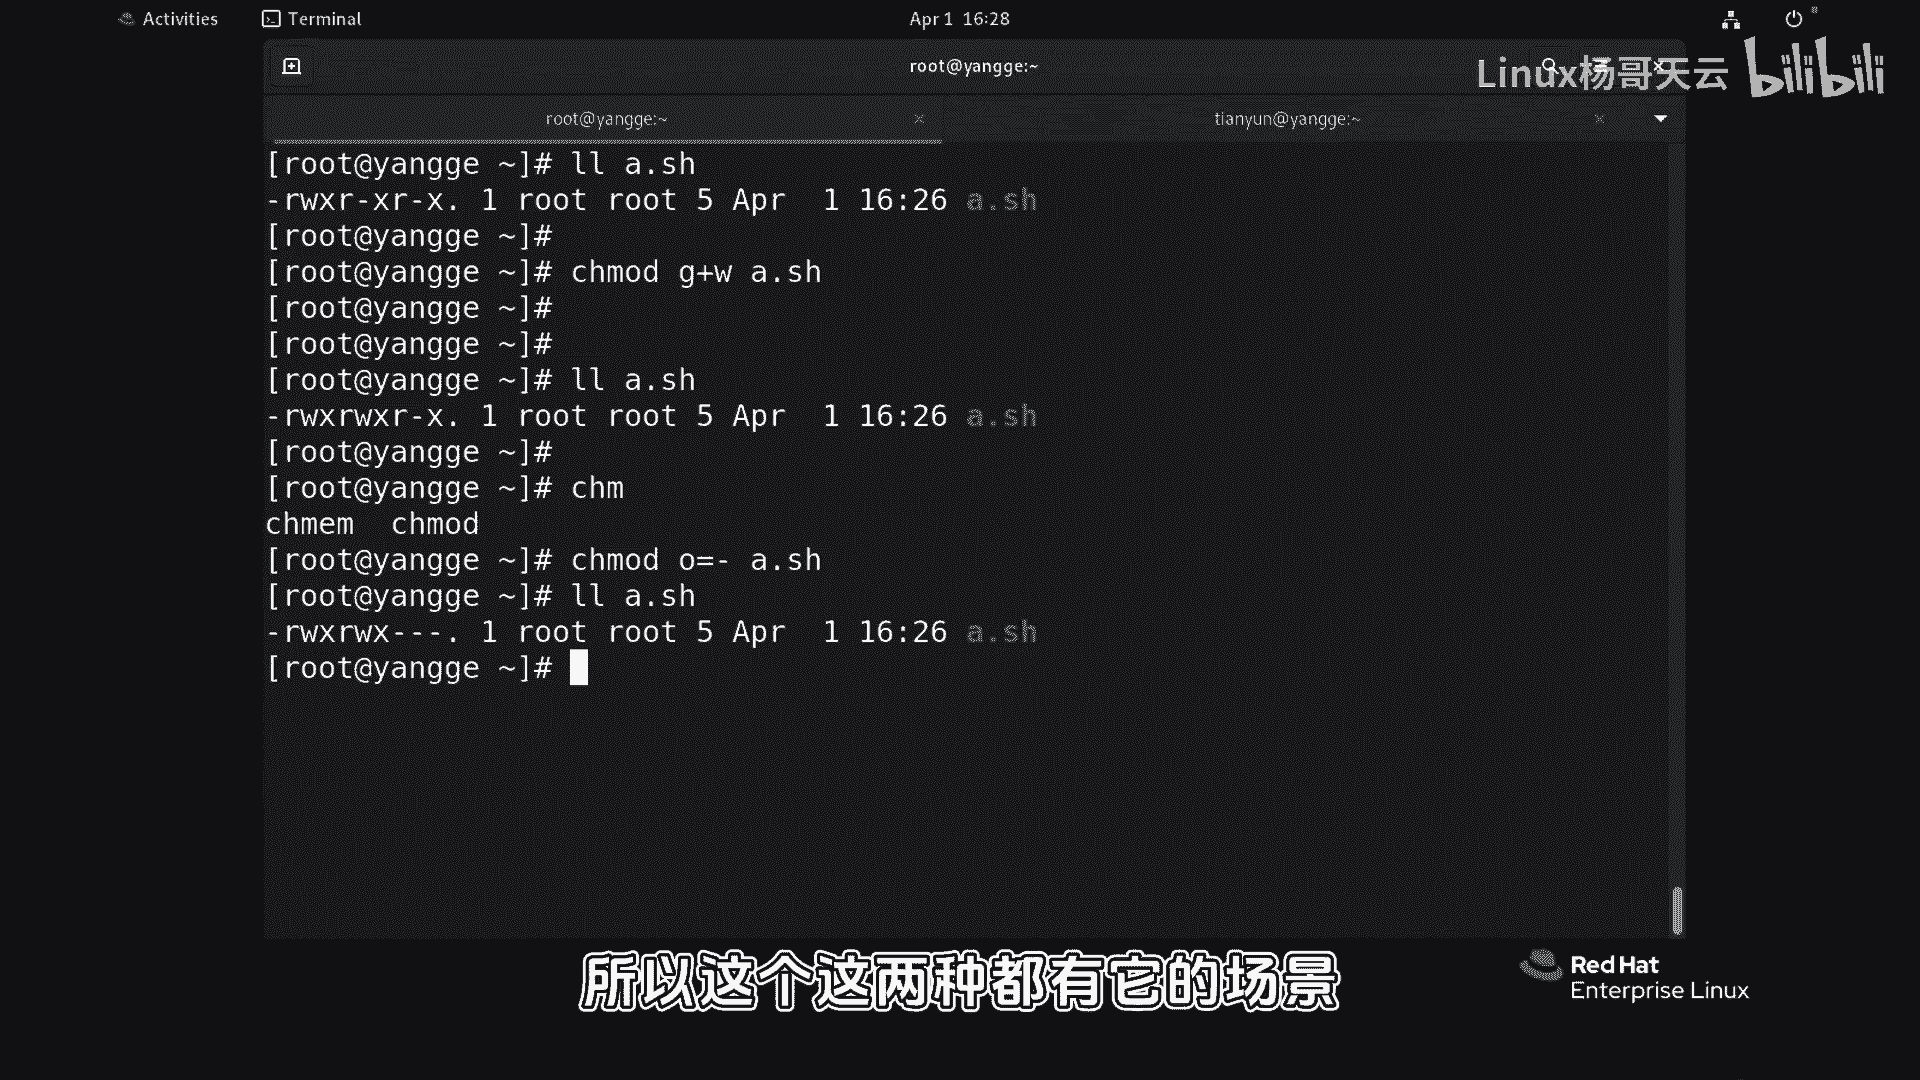 Activities
Terminal
Apr 1 16:28
root@yangge:~
Linux杨哥天云 bilibili
root@yangge:~
tianyun@yangge:~
[root@yangge ~]# ll a.sh
-rwxr-xr-x. 1 root root 5 Apr  1 16:26 a.sh
[root@yangge ~]#
[root@yangge ~]# chmod g+w a.sh
[root@yangge ~]#
[root@yangge ~]#
[root@yangge ~]# ll a.sh
-rwxrwxr-x. 1 root root 5 Apr  1 16:26 a.sh
[root@yangge ~]#
[root@yangge ~]# chm
chmem  chmod
[root@yangge ~]# chmod o=- a.sh
[root@yangge ~]# ll a.sh
-rwxrwx---. 1 root root 5 Apr  1 16:26 a.sh
[root@yangge ~]#
所以这个这两种都有它的场景
Red Hat
Enterprise Linux